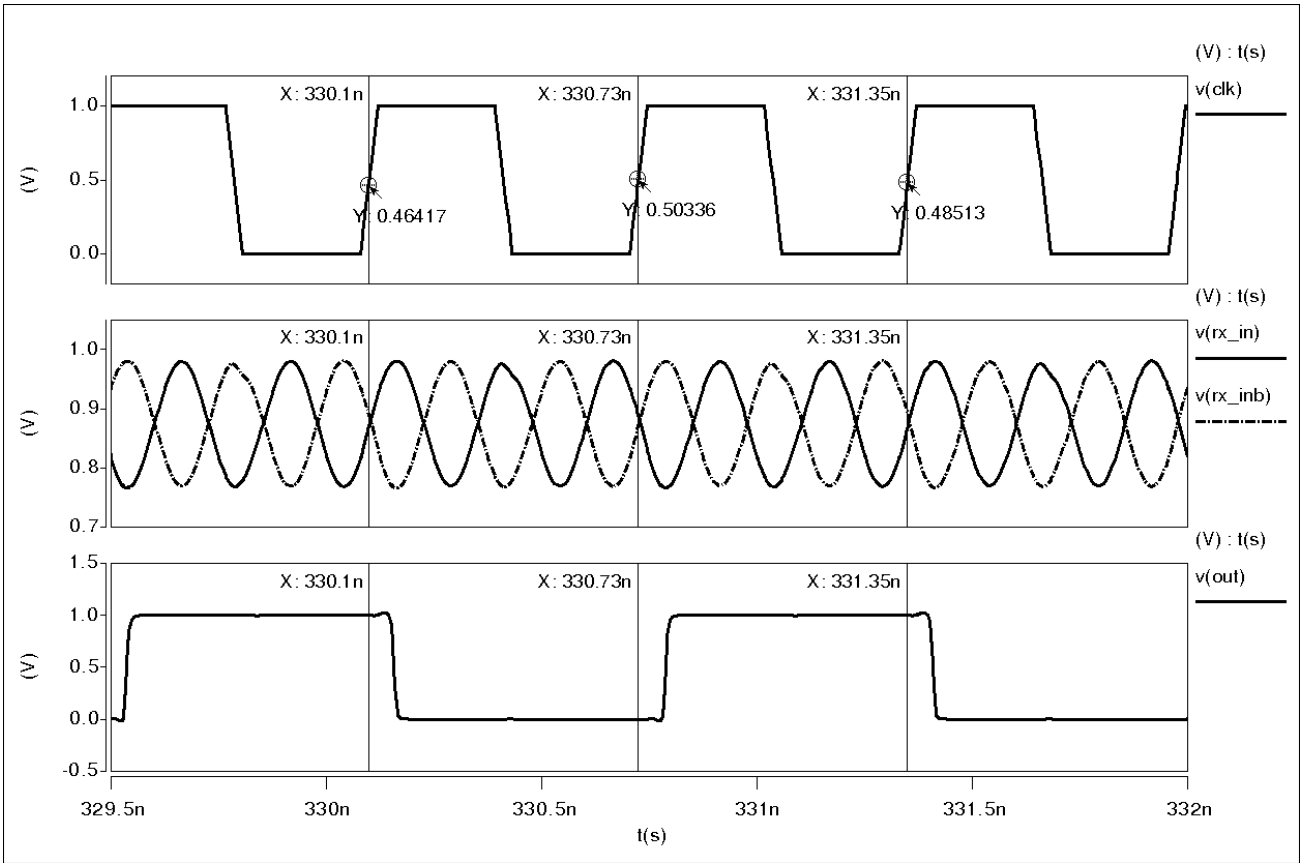 (V) : t(s)
v(clk)
X: 330.1n
X: 330.73n
X: 331.35n
1.0
0.5
0.0
(V)
Y: 0.46417
Y: 0.50336
Y: 0.48513
(V) : t(s)
v(rx_in)
v(rx_inb)
X: 330.1n
X: 330.73n
X: 331.35n
1.0
0.9
0.8
0.7
(V)
(V) : t(s)
v(out)
X: 330.1n
X: 330.73n
X: 331.35n
1.5
1.0
0.5
0.0
-0.5
(V)
329.5n
330n
330.5n
331n
331.5n
332n
t(s)